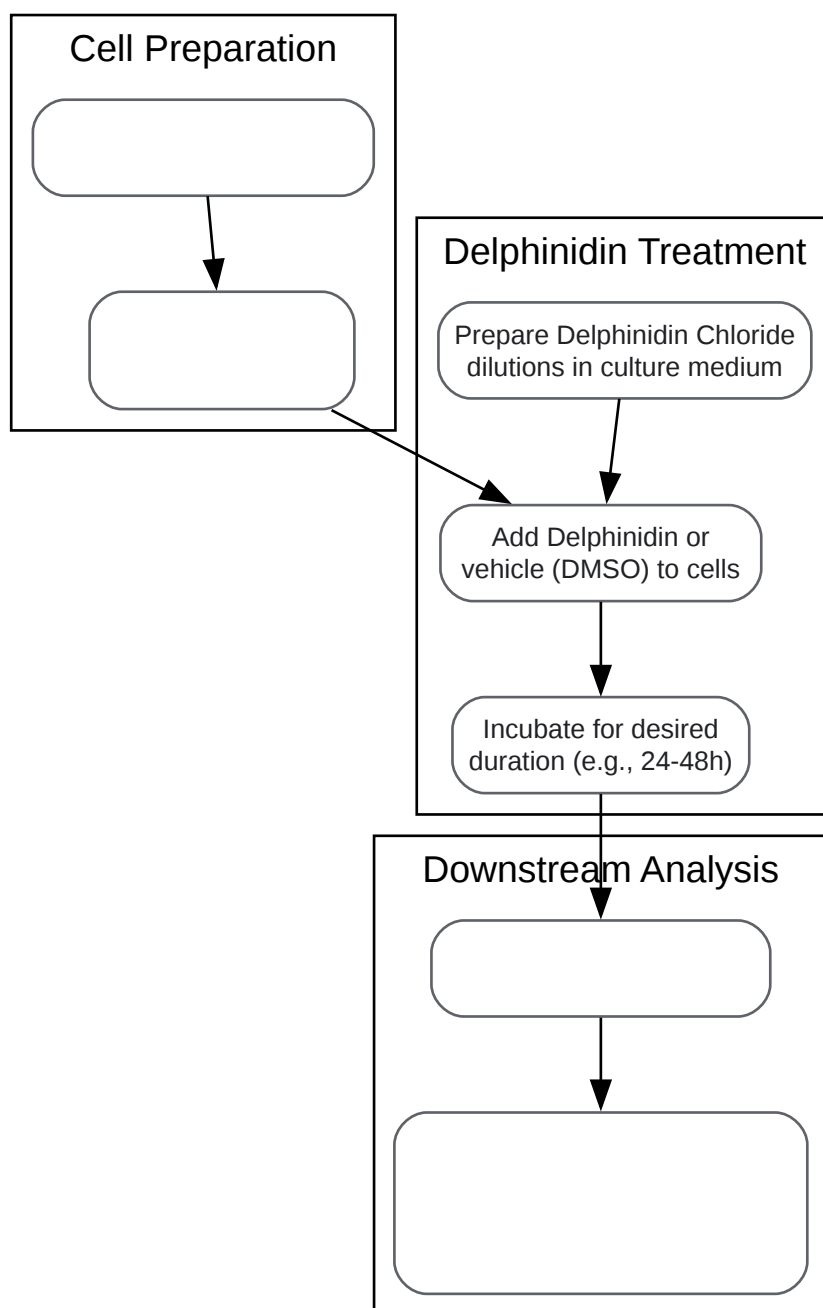 Cell Preparation
Delphinidin Treatment
Prepare Delphinidin Chloride
dilutions in culture medium
Add Delphinidin or
vehicle (DMSO) to cells
Incubate for desired
duration (e.g., 24-48h)
Downstream Analysis